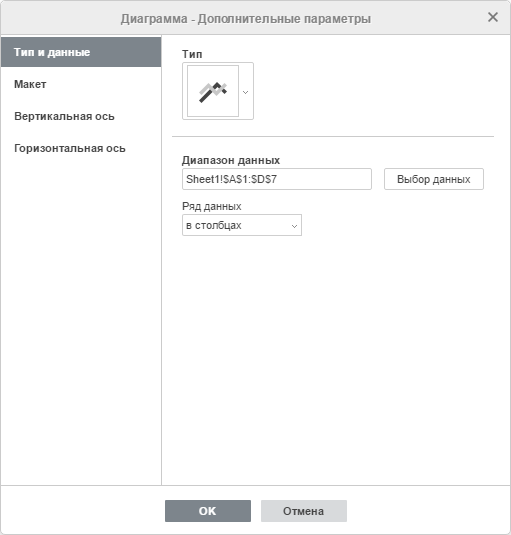 Диаграмма - Дополнительные параметры
Тип и данные
Макет
Вертикальная ось
Горизонтальная ось
Тип
Диапазон данных
Sheet1!$A$1:$D$7
Выбор данных
Ряд данных
в столбцах
OK
Отмена